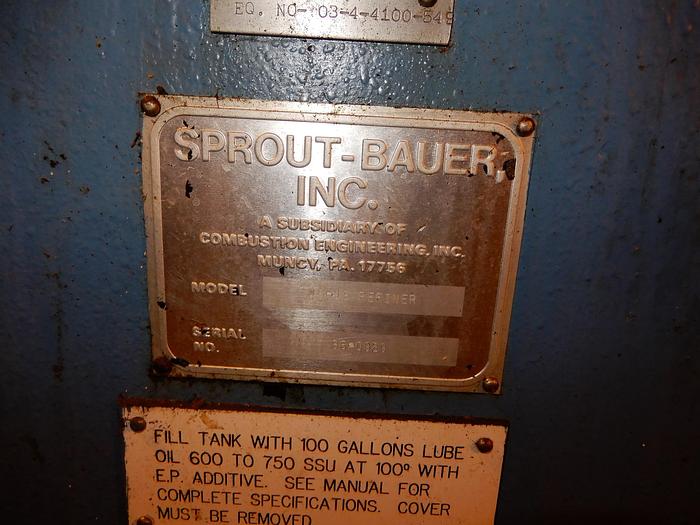 EQ. NO- 03-4-4100-548
SPROUT-BAUER,
INC.
A SUBSIDIARY OF
COMBUSTION ENGINEERING, INC.
MUNCY, PA. 17756
MODEL REFINER
SERIAL
NO.
FILL TANK WITH 100 GALLONS LUBE
OIL 600 TO 750 SSU AT 100° WITH
E.P. ADDITIVE. SEE MANUAL FOR
COMPLETE SPECIFICATIONS. COVER
MUST BE REMOVED